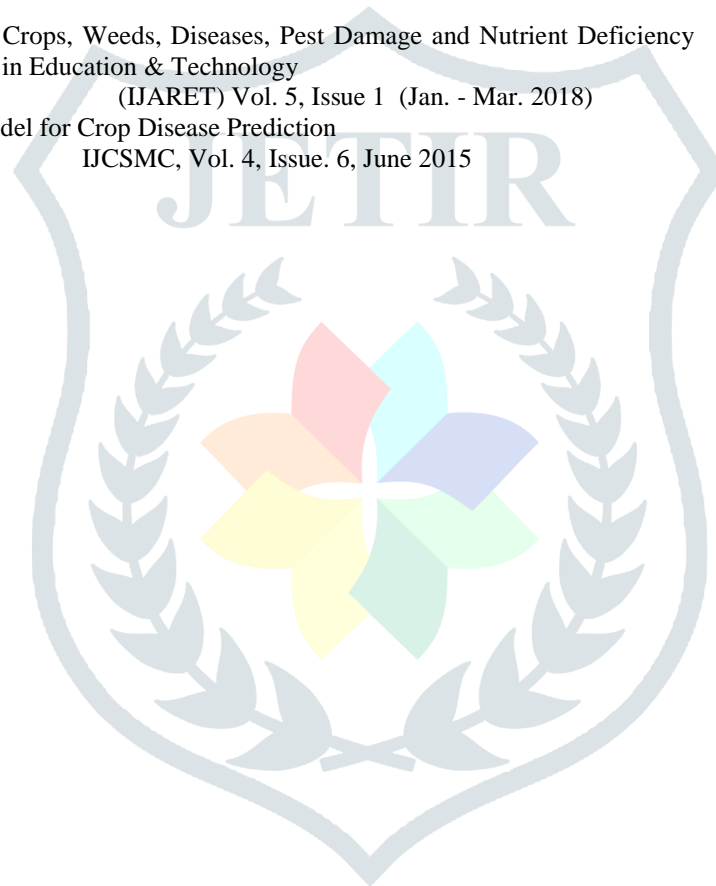 Crops, Weeds, Diseases, Pest Damage and Nutrient Deficiency
in Education & Technology
(IJARET) Vol. 5, Issue 1 (Jan. - Mar. 2018)
del for Crop Disease Prediction
IJCSMC, Vol. 4, Issue. 6, June 2015
JETIR